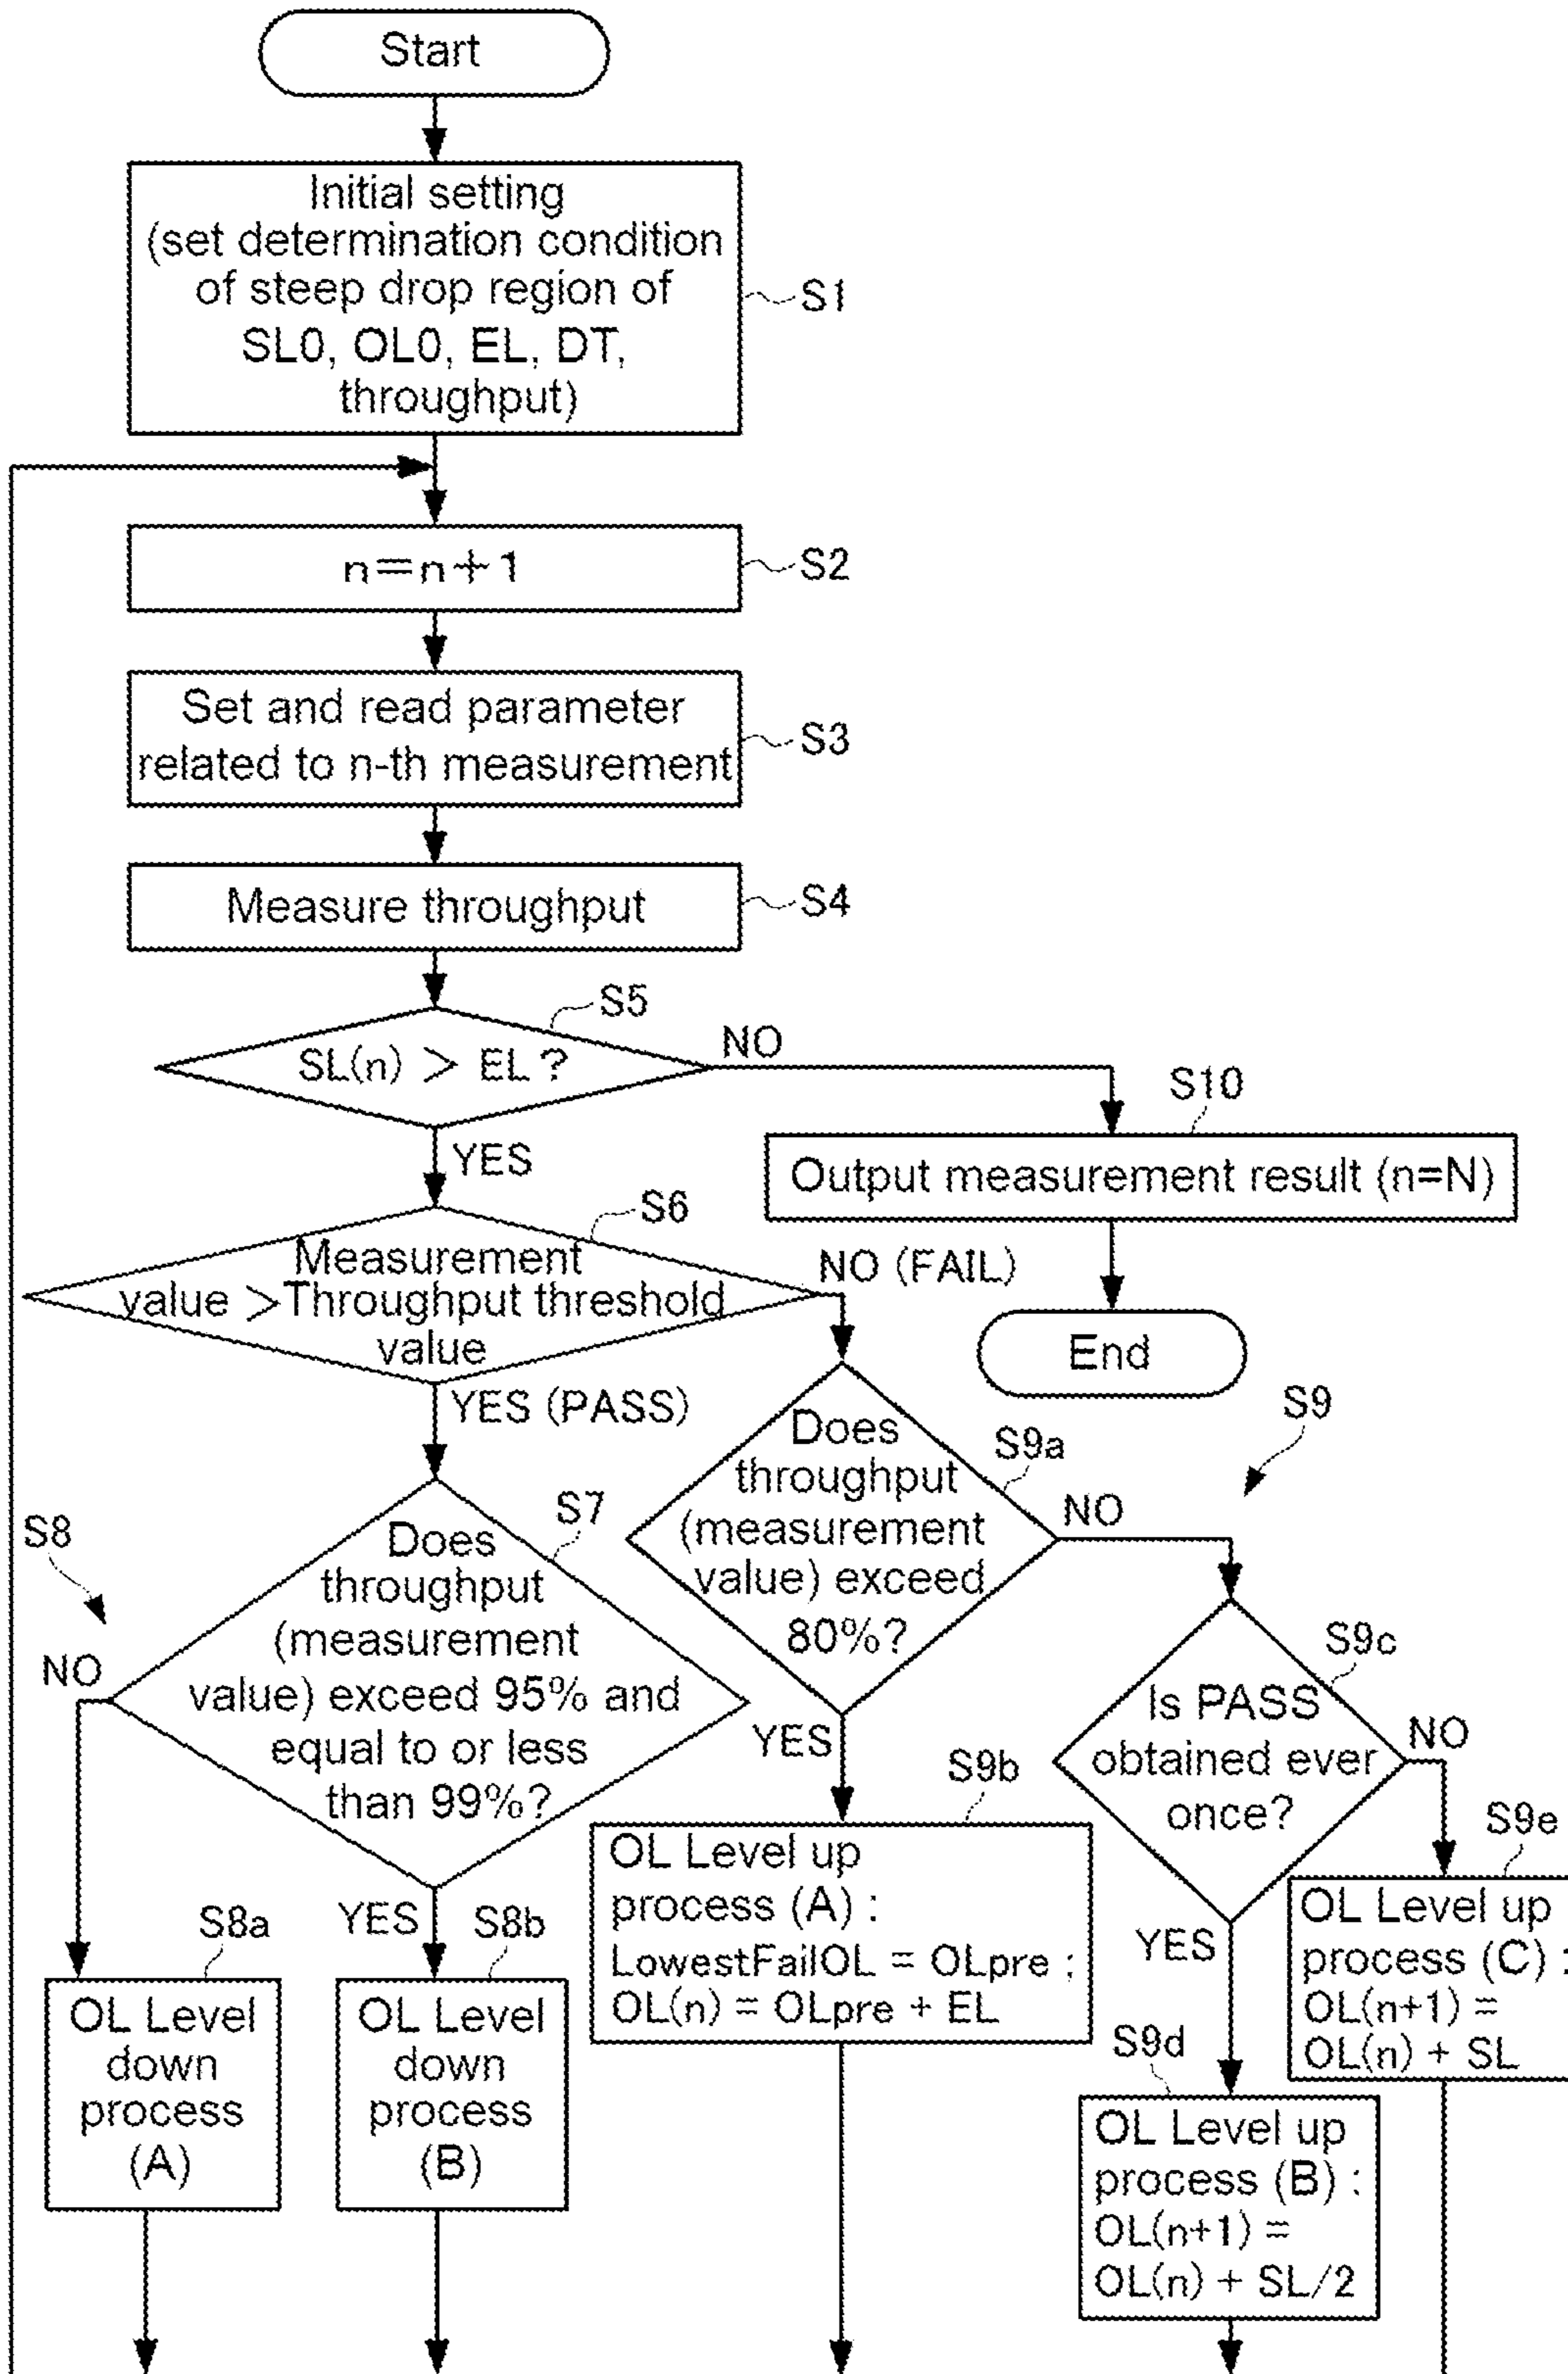 Start
Initial setting
(set determination condition
of steep drop region of
SL0, OL0, EL, DT,
throughput)
S1
n=n+1
S2
Set and read parameter
related to n-th measurement
S3
Measure throughput
S4
S5
SL(n) > EL ?
NO
YES
S10
Output measurement result (n=N)
End
S6
Measurement
value >Throughput threshold
value
NO (FAIL)
YES (PASS)
S9
S9a
Does
throughput
(measurement
value) exceed
80%?
NO
YES
S8
S7
Does
throughput
(measurement
value) exceed 95% and
equal to or less
than 99%?
NO
YES
S9c
Is PASS
obtained ever
once?
NO
YES
S8a
OL Level
down
process
(A)
S8b
OL Level
down
process
(B)
S9b
OL Level up
process (A) :
LowestFailOL = OLpre ;
OL(n) = OLpre + EL
S9e
OL Level up
process (C) :
OL(n+1) =
OL(n) + SL
S9d
OL Level up
process (B) :
OL(n+1) =
OL(n) + SL/2